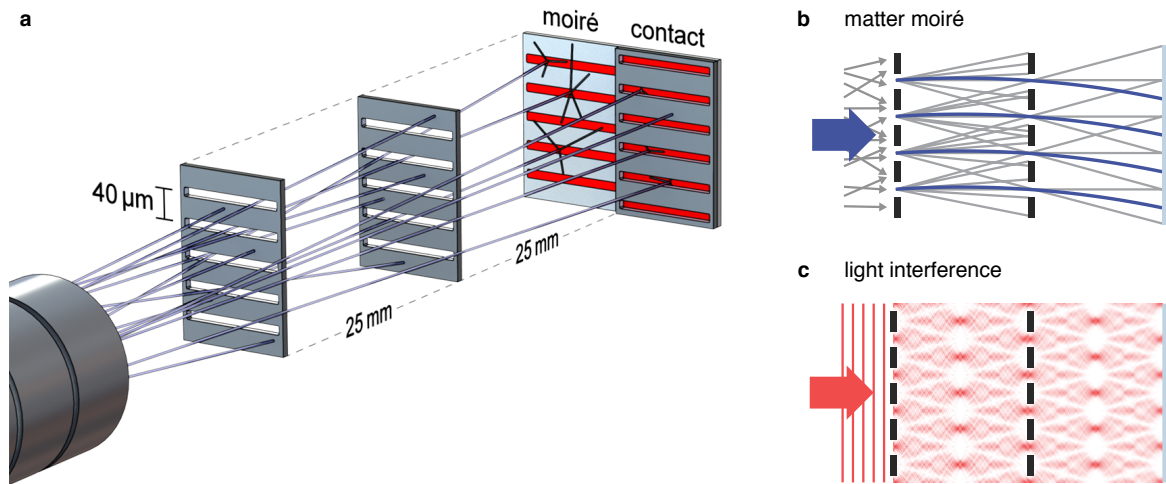 a
moiré
contact
40 µm
25 mm
25 mm
b matter moiré
c light interference